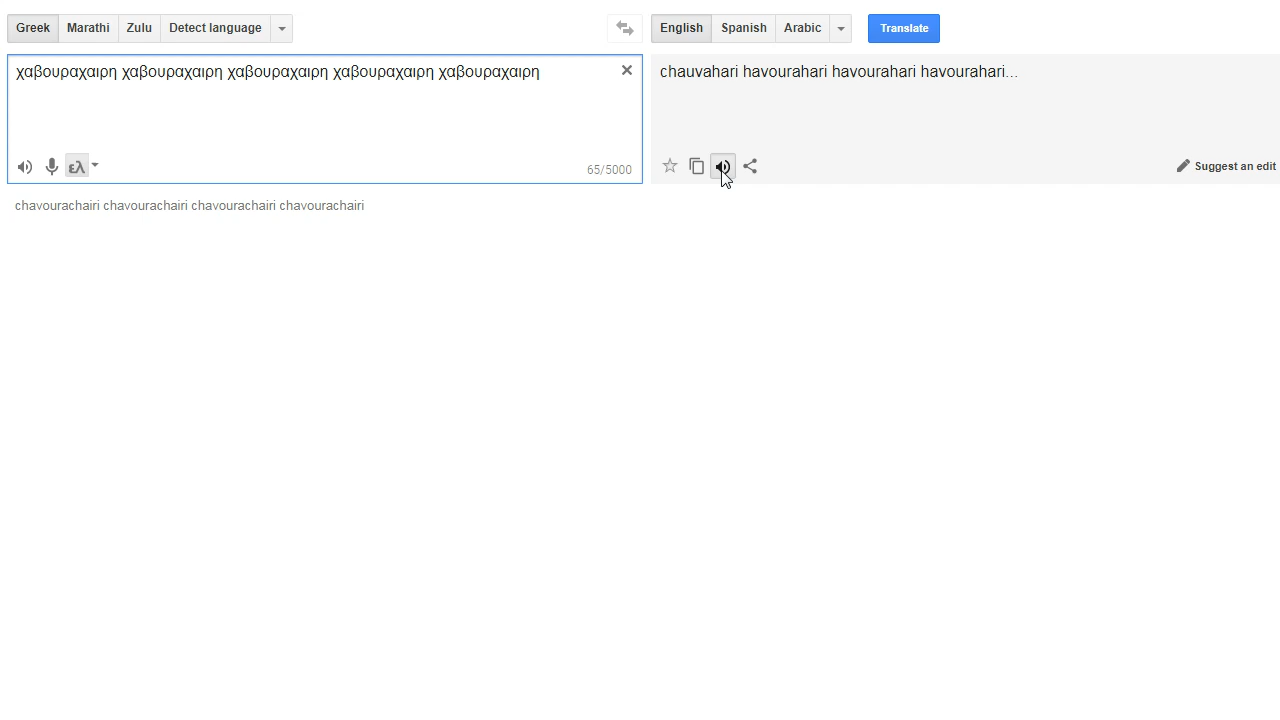 Greek Marathi Zulu Detect language English Spanish Arabic Translate
χαβουραχαιρη χαβουραχαιρη χαβουραχαιρη χαβουραχαιρη χαβουραχαιρη
chauvahari havourahari havourahari havourahari...
ελ 65/5000 Suggest an edit
chavourachairi chavourachairi chavourachairi chavourachairi